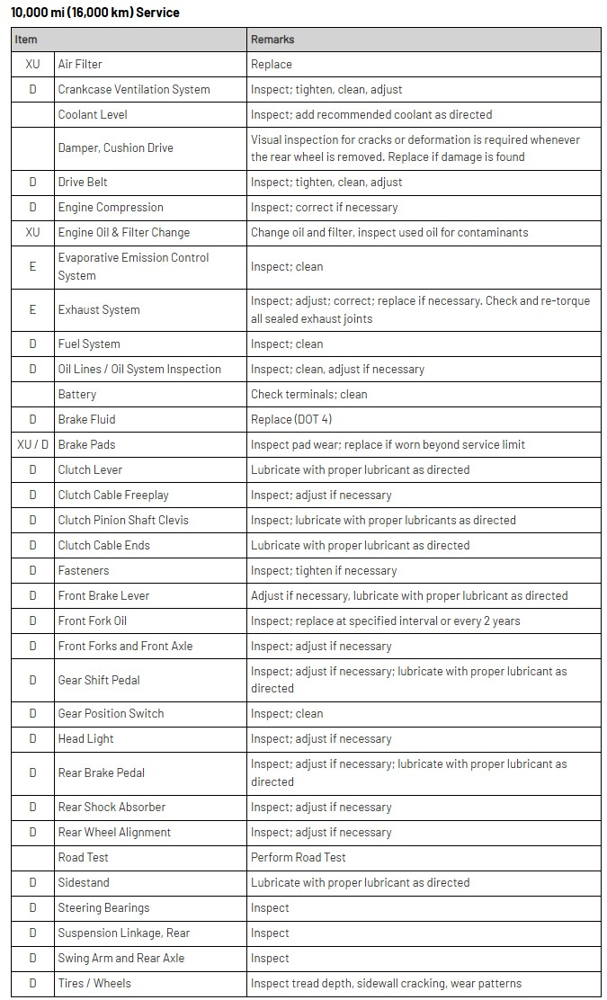 10,000 mi (16,000 km) Service
Item Remarks
XU Air Filter Replace
D Crankcase Ventilation System Inspect; tighten, clean, adjust
Coolant Level Inspect; add recommended coolant as directed
Damper, Cushion Drive Visual inspection for cracks or deformation is required whenever
the rear wheel is removed. Replace if damage is found
D Drive Belt Inspect; tighten, clean, adjust
D Engine Compression Inspect; correct if necessary
XU Engine Oil & Filter Change Change oil and filter, inspect used oil for contaminants
E Evaporative Emission Control
System Inspect; clean
E Exhaust System Inspect; adjust; correct; replace if necessary. Check and re-torque
all sealed exhaust joints
D Fuel System Inspect; clean
D Oil Lines / Oil System Inspection Inspect; clean, adjust if necessary
Battery Check terminals; clean
D Brake Fluid Replace (DOT 4)
XU / D Brake Pads Inspect pad wear; replace if worn beyond service limit
D Clutch Lever Lubricate with proper lubricant as directed
D Clutch Cable Freeplay Inspect; adjust if necessary
D Clutch Pinion Shaft Clevis Inspect; lubricate with proper lubricants as directed
D Clutch Cable Ends Lubricate with proper lubricant as directed
D Fasteners Inspect; tighten if necessary
D Front Brake Lever Adjust if necessary, lubricate with proper lubricant as directed
D Front Fork Oil Inspect; replace at specified interval or every 2 years
D Front Forks and Front Axle Inspect; adjust if necessary
D Gear Shift Pedal Inspect; adjust if necessary; lubricate with proper lubricant as
directed
D Gear Position Switch Inspect; clean
D Head Light Inspect; adjust if necessary
D Rear Brake Pedal Inspect; adjust if necessary; lubricate with proper lubricant as
directed
D Rear Shock Absorber Inspect; adjust if necessary
D Rear Wheel Alignment Inspect; adjust if necessary
Road Test Perform Road Test
D Sidestand Lubricate with proper lubricant as directed
D Steering Bearings Inspect
D Suspension Linkage, Rear Inspect
D Swing Arm and Rear Axle Inspect
D Tires / Wheels Inspect tread depth, sidewall cracking, wear patterns